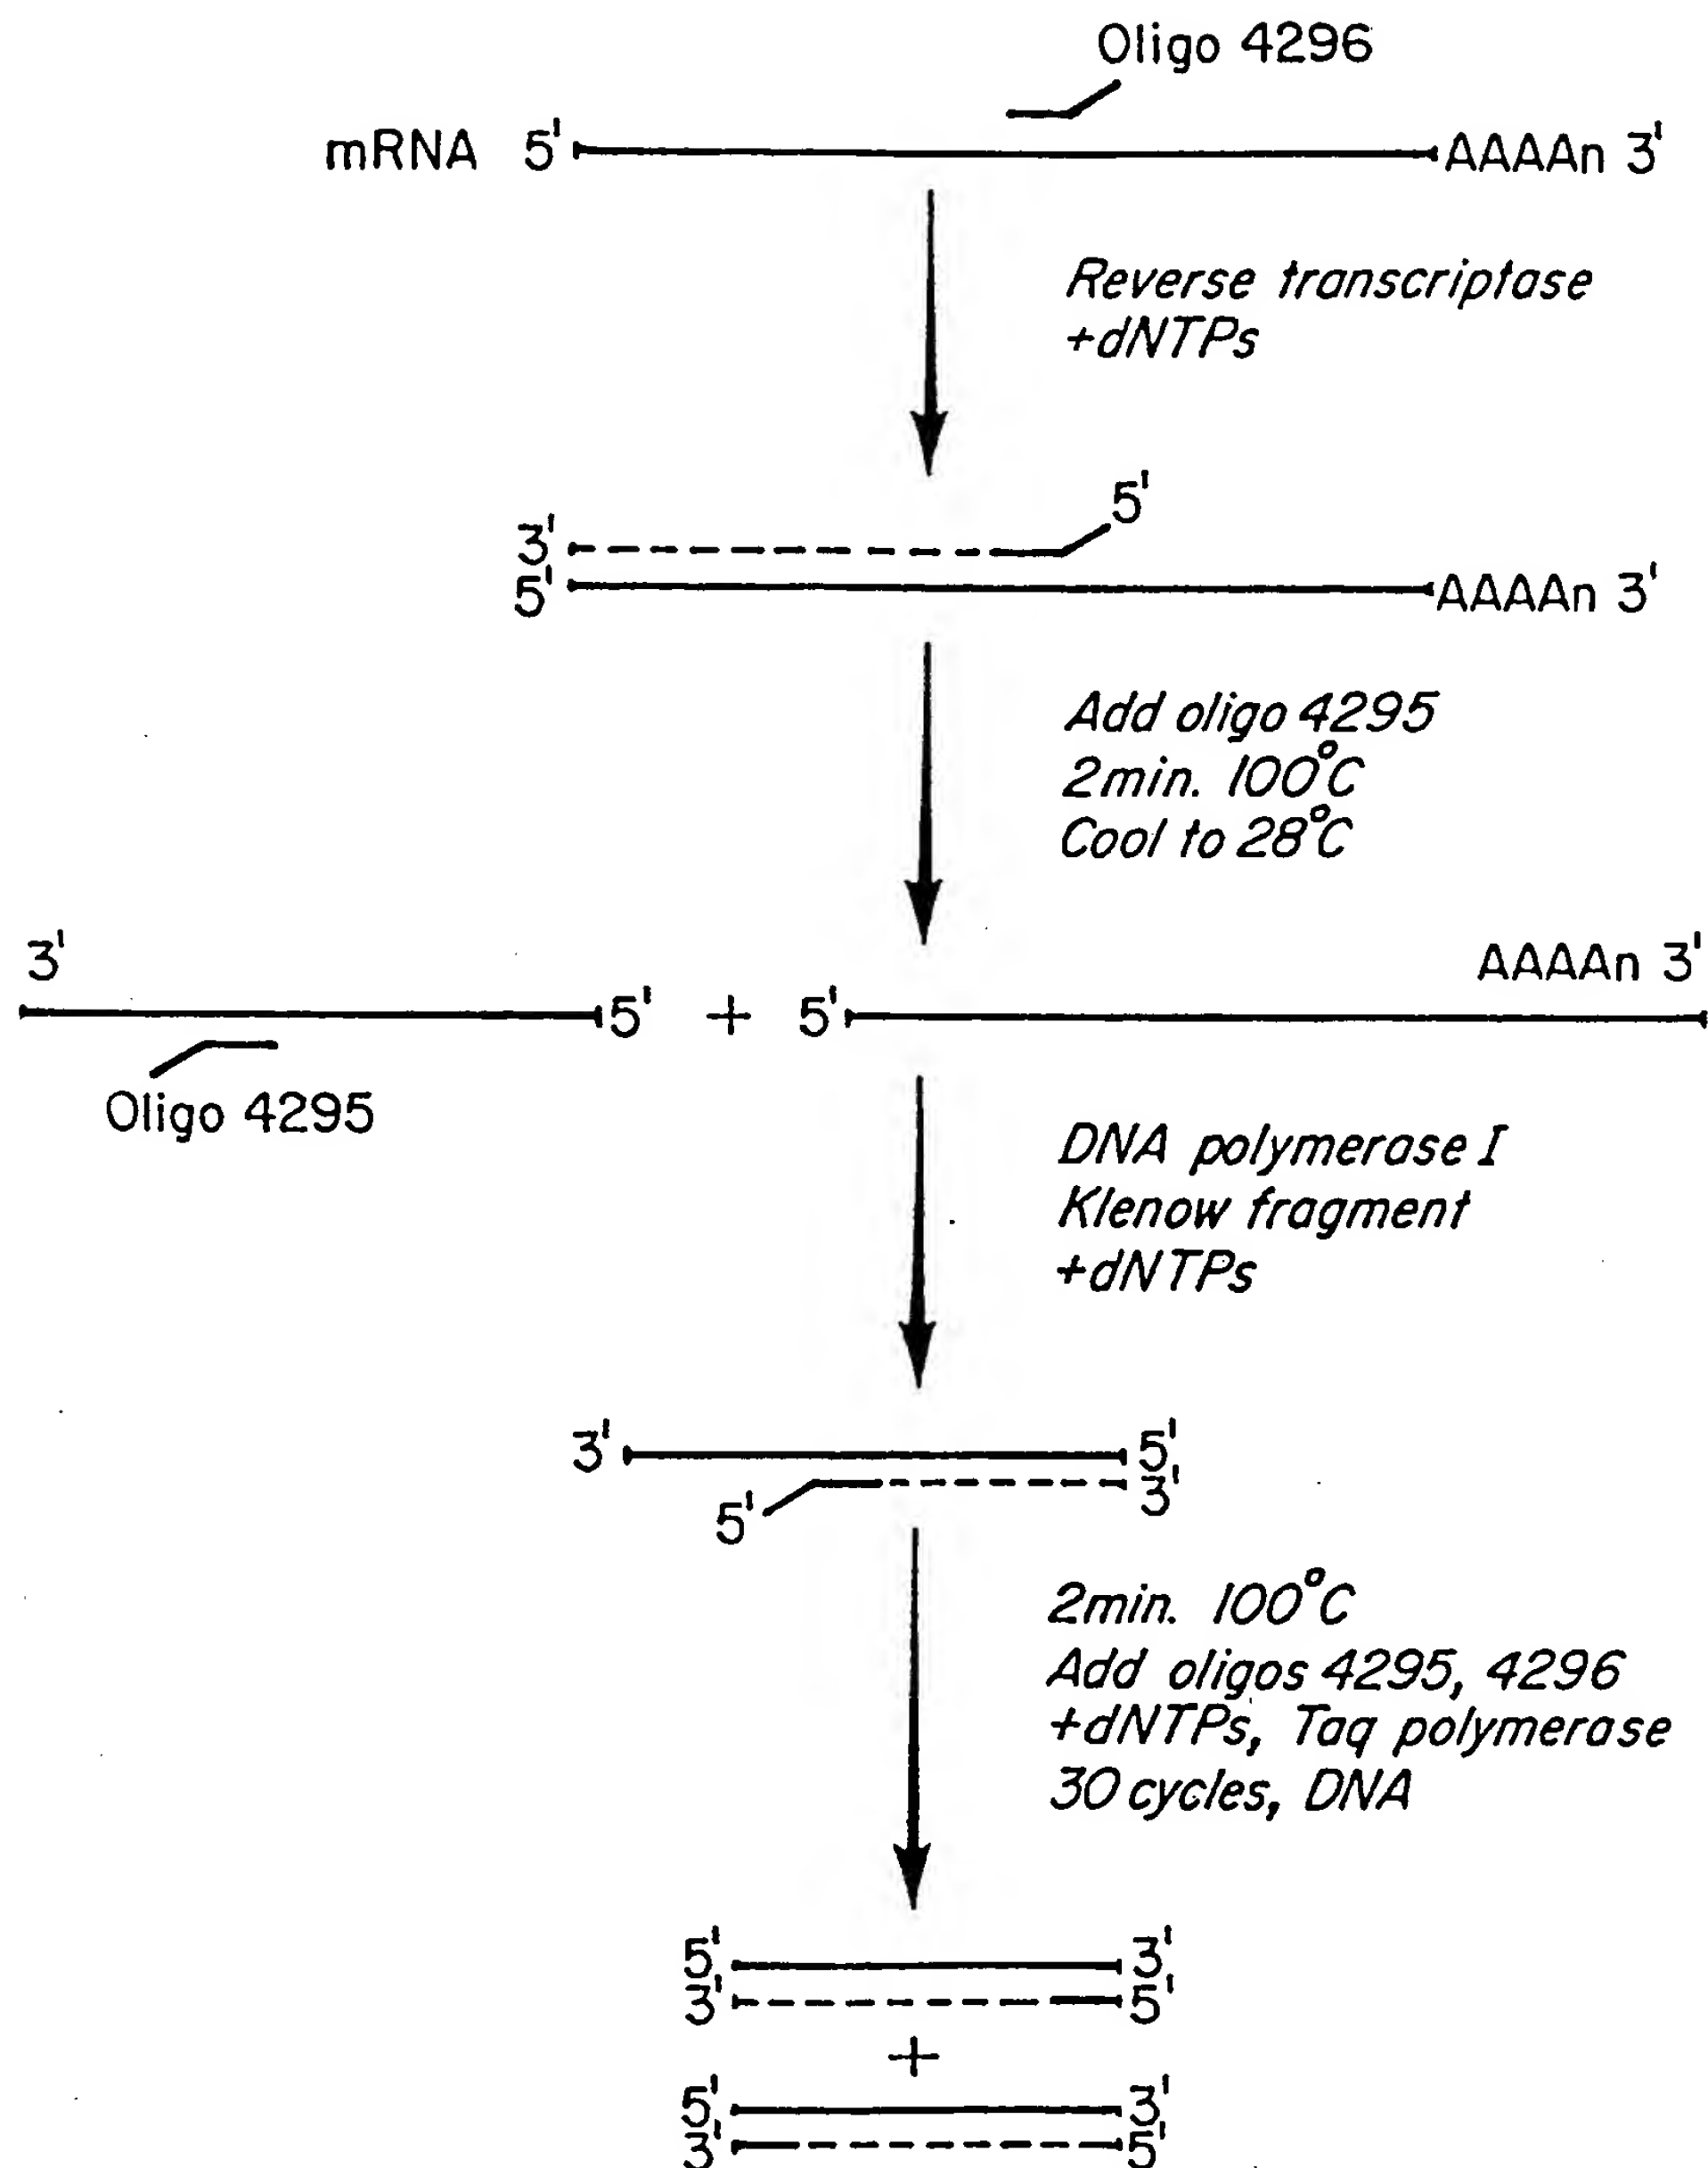 Oligo 4296
mRNA 5' AAAAn 3'
Reverse transcriptase
+dNTPs
5'
3'
5' AAAAn 3'
Add oligo 4295
2min. 100°C
Cool to 28°C
3' AAAAn 3'
5' + 5'
Oligo 4295
DNA polymerase I
Klenow fragment
+dNTPs
3' 5'
3'
5'
2min. 100°C
Add oligos 4295, 4296
+dNTPs, Taq polymerase
30 cycles, DNA
5' 3'
3' 5'
+
5' 3'
3' 5'